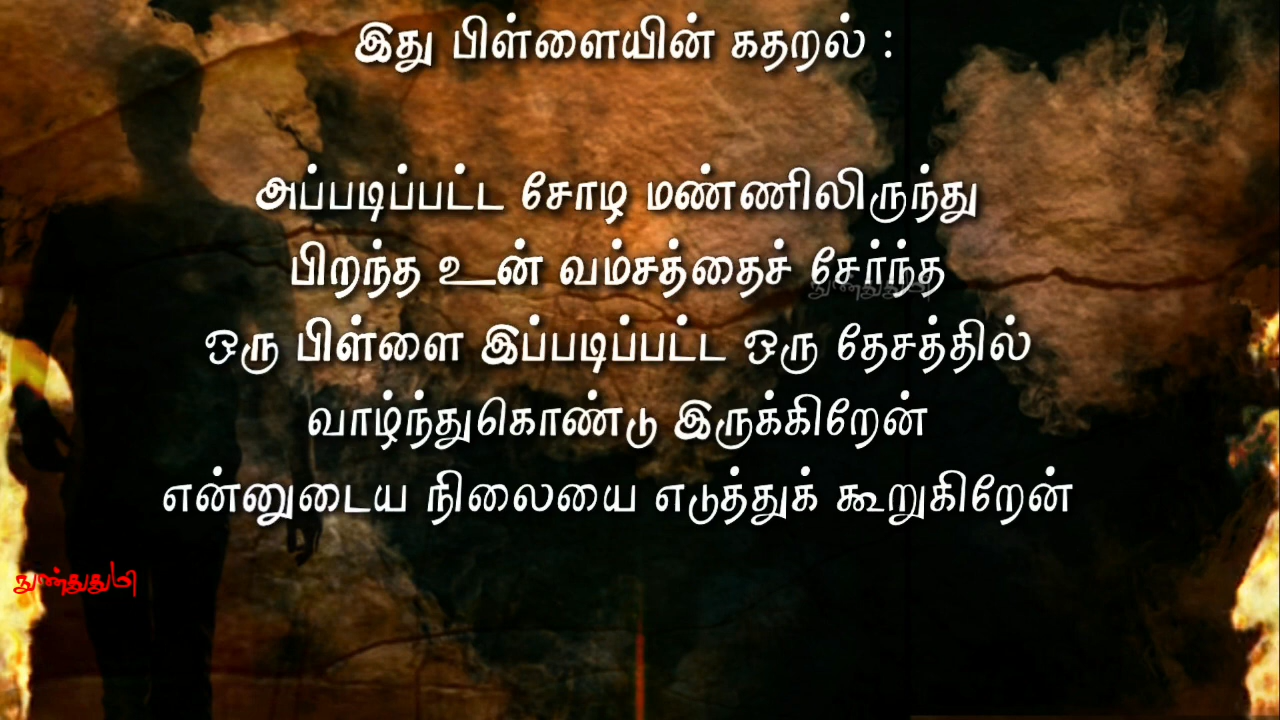 இது பிள்ளையின் கதறல் :
அப்படிப்பட்ட சோடி மண்ணிலிருந்து
பிறந்த உன் வம்சத்தைச் சேர்ந்த
ஒரு பிள்ளை இப்படிப்பட்ட ஒரு தேசத்தில்
வாழ்ந்துகொண்டு இருக்கிறேன்
என்னுடைய நிலையை எடுத்துக் கூறுகிறேன்
நுண்துதுமி